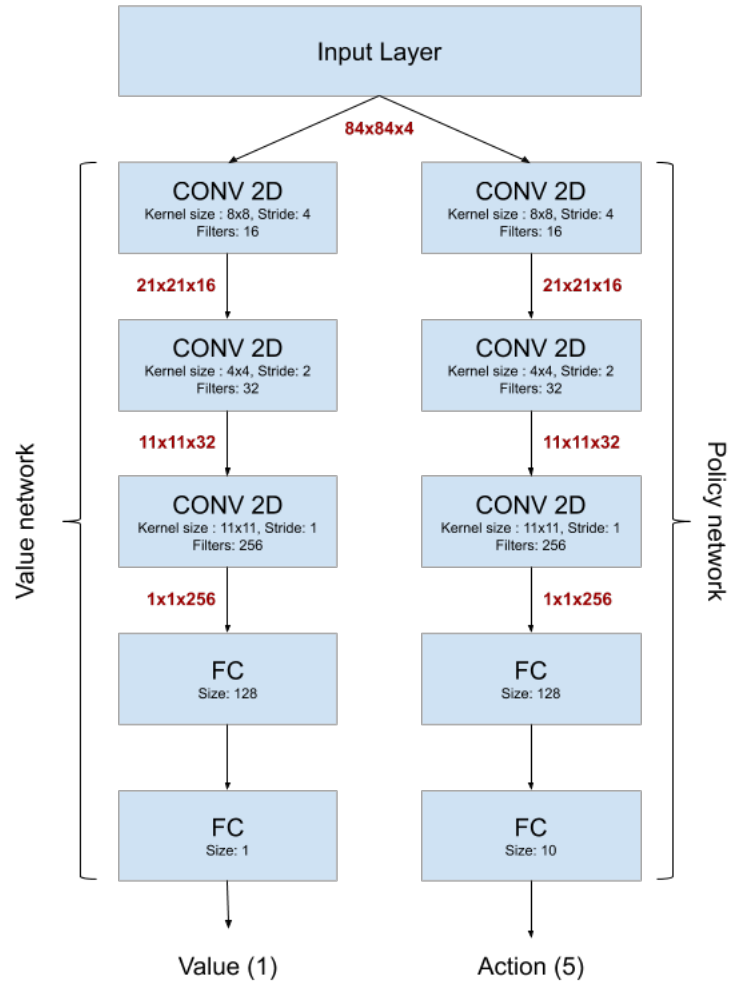 Input Layer
84x84x4
CONV 2D
Kernel size : 8x8, Stride: 4
Filters: 16
CONV 2D
Kernel size : 8x8, Stride: 4
Filters: 16
21x21x16
21x21x16
CONV 2D
Kernel size : 4x4, Stride: 2
Filters: 32
CONV 2D
Kernel size : 4x4, Stride: 2
Filters: 32
11x11x32
11x11x32
Value network
Policy network
CONV 2D
Kernel size : 11x11, Stride: 1
Filters: 256
CONV 2D
Kernel size : 11x11, Stride: 1
Filters: 256
1x1x256
1x1x256
FC
Size: 128
FC
Size: 128
FC
Size: 1
FC
Size: 10
Value (1)
Action (5)